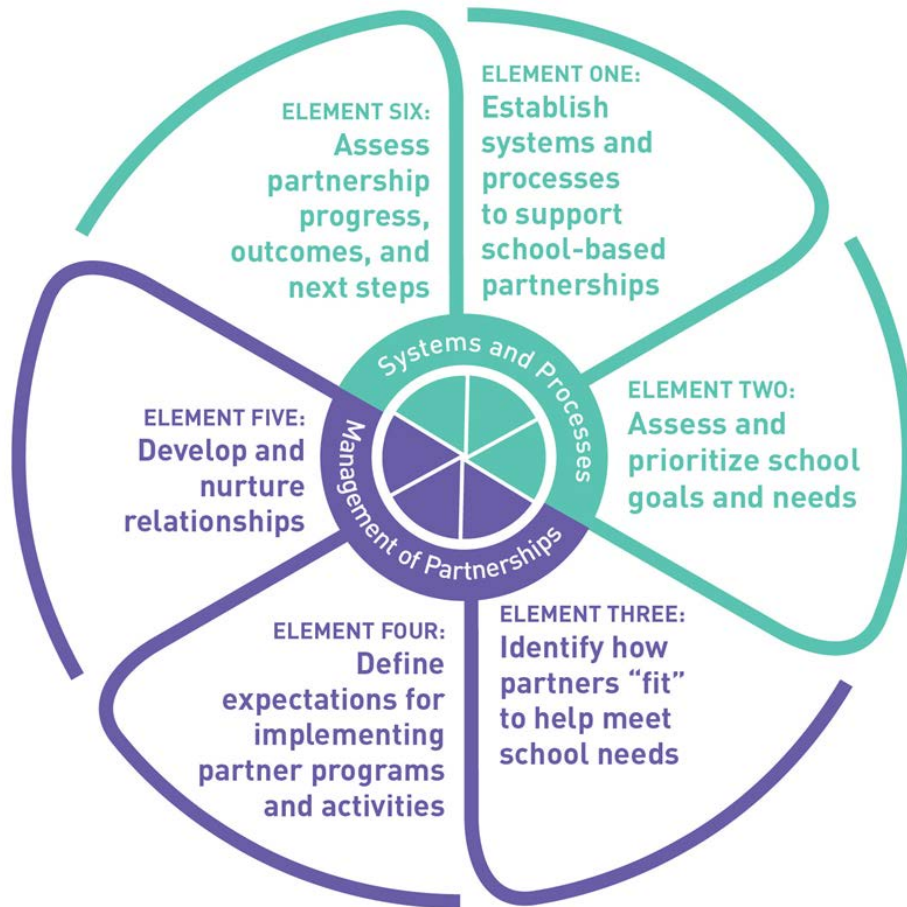 ELEMENT ONE:
Establish
systems and
processes
to support
school-based
partnerships
ELEMENT TWO:
Assess and
prioritize school
goals and needs
ELEMENT THREE:
Identify how
partners “fit”
to help meet
school needs
ELEMENT FOUR:
Define
expectations for
implementing
partner programs
and activities
ELEMENT FIVE:
Develop and
nurture
relationships
ELEMENT SIX:
Assess
partnership
progress,
outcomes, and
next steps
Systems and Processes
Management of Partnerships